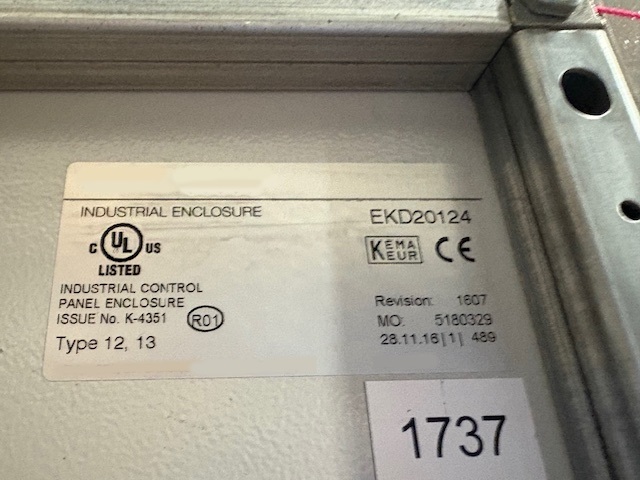 INDUSTRIAL ENCLOSURE
EKD20124
C UL US
LISTED
KEMA
KEUR
CE
INDUSTRIAL CONTROL
PANEL ENCLOSURE
ISSUE No. K-4351
R01
Type 12, 13
Revision: 1607
MO: 5180329
28.11.16|1| 489
1737